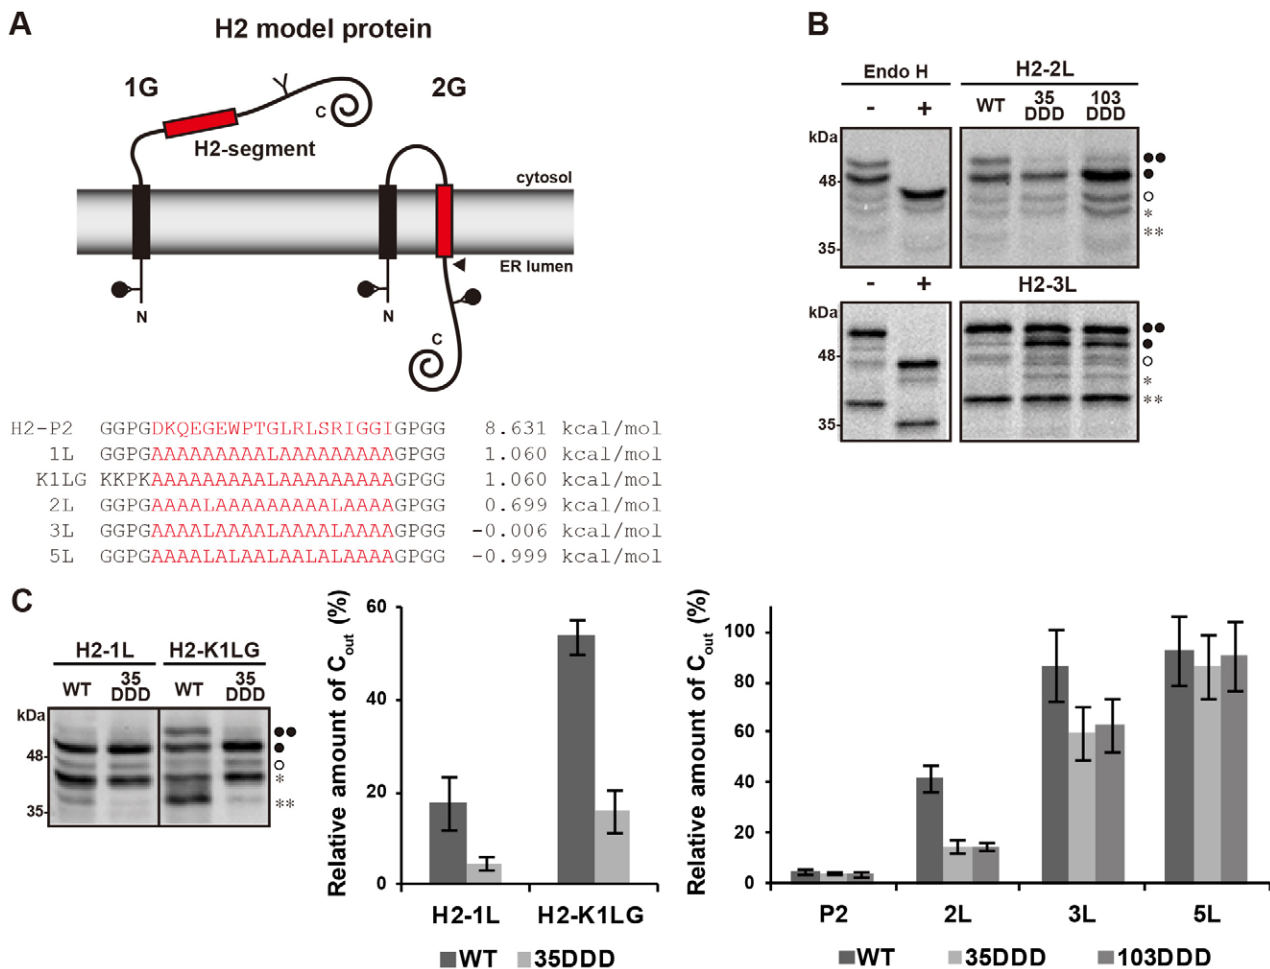 A
H2 model protein
1G
2G
C
H2-segment
cytosol
ER lumen
N
N
C
H2-P2 GGPGDKQEGEWPTGLRLSRIGGIGPGG 8.631 kcal/mol
1L GGPGAAAAAAAAALAAAAAAAAAGPGG 1.060 kcal/mol
K1LG KKPKAAAAAAAAALAAAAAAAAAGPGG 1.060 kcal/mol
2L GGPGAAAALAAAAAAAAALAAAAGPGG 0.699 kcal/mol
3L GGPGAAAALAAAALAAAALAAAAGPGG -0.006 kcal/mol
5L GGPGAAAALALAALAALALAAAAGPGG -0.999 kcal/mol
B
Endo H
H2-2L
- + WT 35 DDD 103 DDD
kDa
48
35
**
*
- + H2-3L
kDa
48
35
*
**
C
H2-1L H2-K1LG
WT 35 DDD WT 35 DDD
kDa
48
35
*
**
Relative amount of Cout (%)
60
40
20
0
H2-1L H2-K1LG
WT 35DDD
Relative amount of Cout (%)
100
80
60
40
20
0
P2 2L 3L 5L
WT 35DDD 103DDD